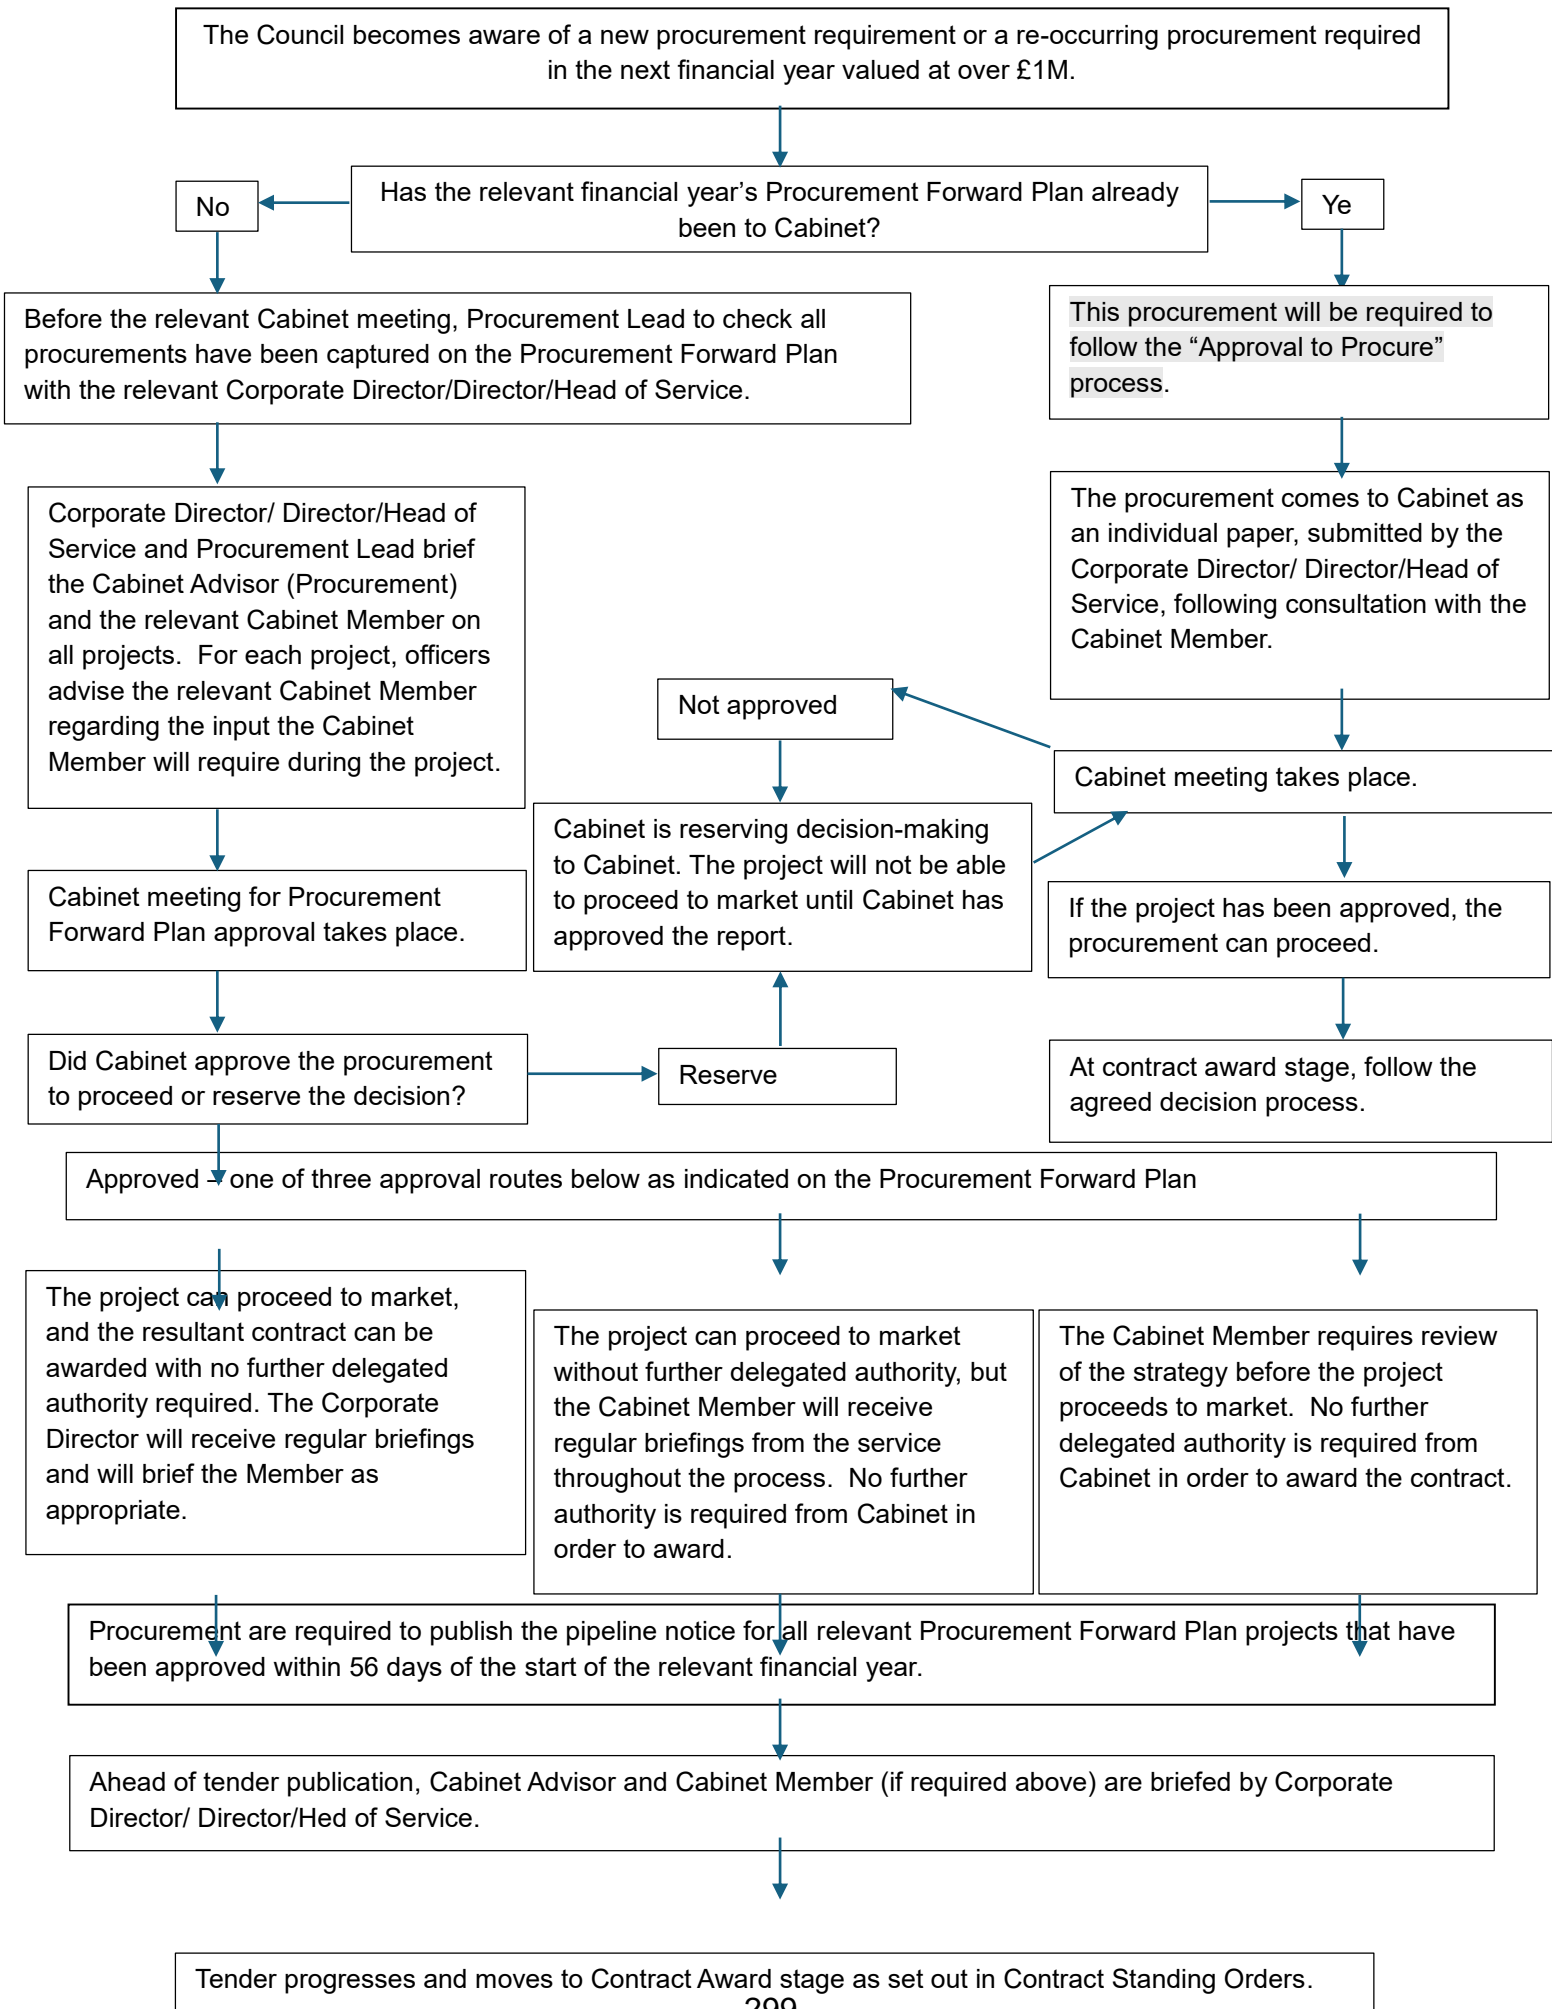 The Council becomes aware of a new procurement requirement or a re-occurring procurement required
in the next financial year valued at over £1M.
Has the relevant financial year’s Procurement Forward Plan already
been to Cabinet?
No
Ye
Before the relevant Cabinet meeting, Procurement Lead to check all
procurements have been captured on the Procurement Forward Plan
with the relevant Corporate Director/Director/Head of Service.
This procurement will be required to
follow the “Approval to Procure”
process.
Corporate Director/ Director/Head of
Service and Procurement Lead brief
the Cabinet Advisor (Procurement)
and the relevant Cabinet Member on
all projects.  For each project, officers
advise the relevant Cabinet Member
regarding the input the Cabinet
Member will require during the project.
The procurement comes to Cabinet as
an individual paper, submitted by the
Corporate Director/ Director/Head of
Service, following consultation with the
Cabinet Member.
Not approved
Cabinet meeting takes place.
Cabinet is reserving decision-making
to Cabinet. The project will not be able
to proceed to market until Cabinet has
approved the report.
Cabinet meeting for Procurement
Forward Plan approval takes place.
If the project has been approved, the
procurement can proceed.
Did Cabinet approve the procurement
to proceed or reserve the decision?
Reserve
At contract award stage, follow the
agreed decision process.
Approved – one of three approval routes below as indicated on the Procurement Forward Plan
The project can proceed to market,
and the resultant contract can be
awarded with no further delegated
authority required. The Corporate
Director will receive regular briefings
and will brief the Member as
appropriate.
The project can proceed to market
without further delegated authority, but
the Cabinet Member will receive
regular briefings from the service
throughout the process.  No further
authority is required from Cabinet in
order to award.
The Cabinet Member requires review
of the strategy before the project
proceeds to market.  No further
delegated authority is required from
Cabinet in order to award the contract.
Procurement are required to publish the pipeline notice for all relevant Procurement Forward Plan projects that have
been approved within 56 days of the start of the relevant financial year.
Ahead of tender publication, Cabinet Advisor and Cabinet Member (if required above) are briefed by Corporate
Director/ Director/Hed of Service.
Tender progresses and moves to Contract Award stage as set out in Contract Standing Orders.
299